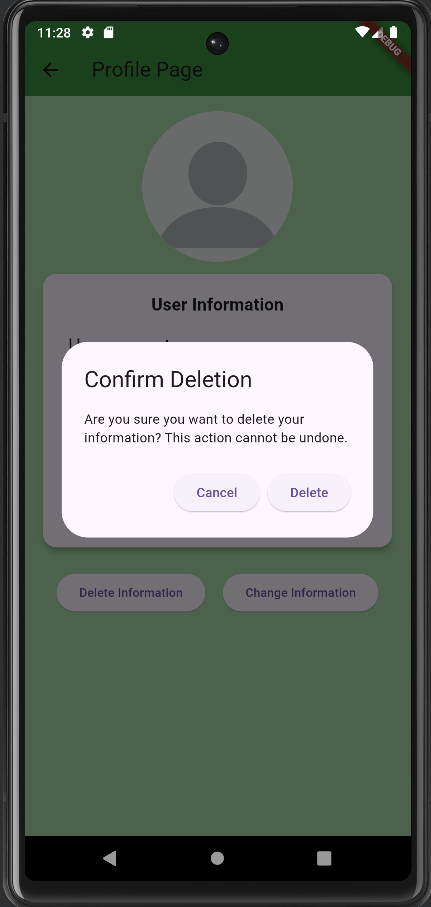 11:28
DEBUG
Profile Page
User Information
Confirm Deletion
Are you sure you want to delete your
information? This action cannot be undone.
Cancel
Delete
Delete Information
Change Information